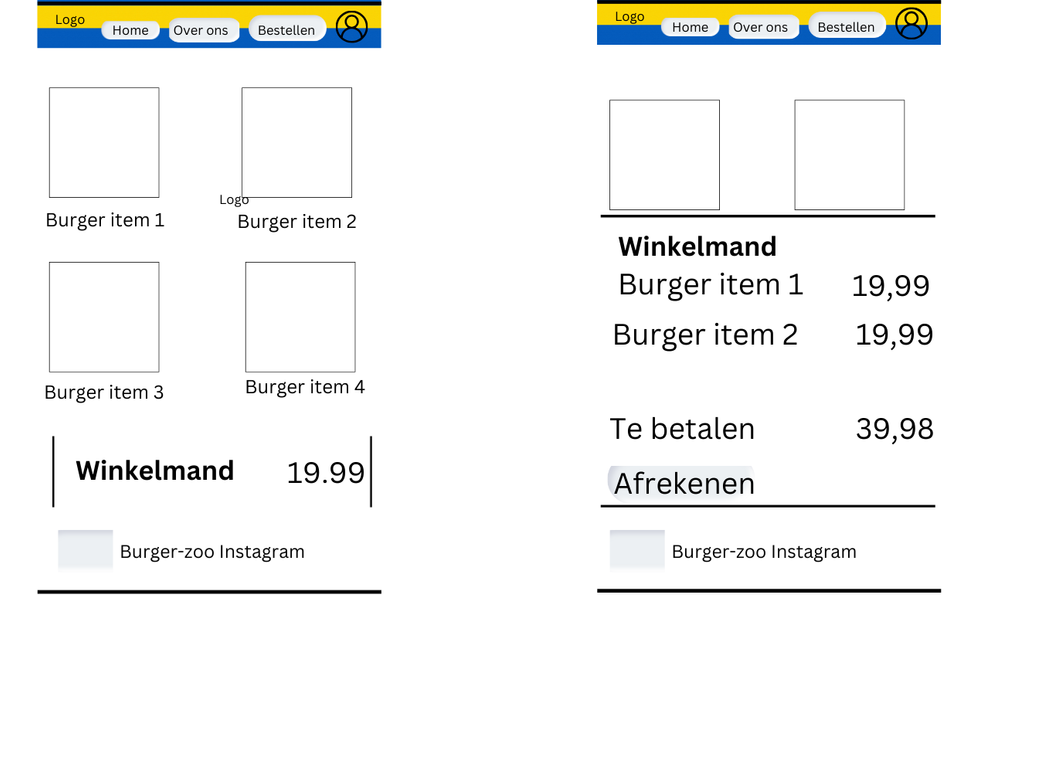 Logo
Home Over ons Bestellen
Logo
Burger item 1 Burger item 2
Burger item 3 Burger item 4
Winkelmand 19.99
Burger-zoo Instagram
Logo
Home Over ons Bestellen
Winkelmand
Burger item 1 19,99
Burger item 2 19,99
Te betalen 39,98
Afrekenen
Burger-zoo Instagram